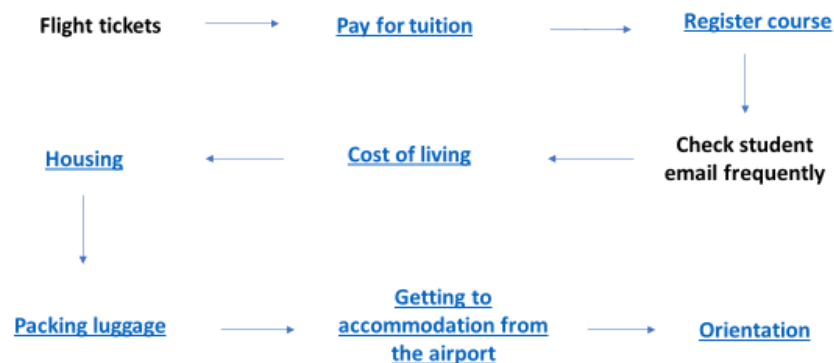 Flight tickets
Pay for tuition
Register course
Check student
email frequently
Cost of living
Housing
Packing luggage
Getting to
accommodation from
the airport
Orientation